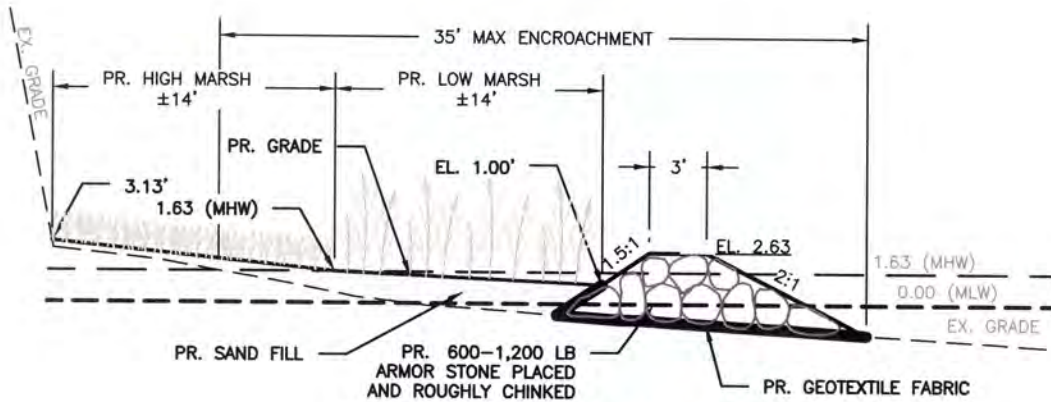 35' MAX ENCROACHMENT
EX. GRADE
PR. HIGH MARSH
±14'
PR. LOW MARSH
±14'
PR. GRADE
EL. 1.00'
3'
3.13'
1.63 (MHW)
1.5:1
EL. 2.63
2:1
1.63 (MHW)
0.00 (MLW)
EX. GRADE
PR. SAND FILL
PR. 600-1,200 LB
ARMOR STONE PLACED
AND ROUGHLY CHINKED
PR. GEOTEXTILE FABRIC